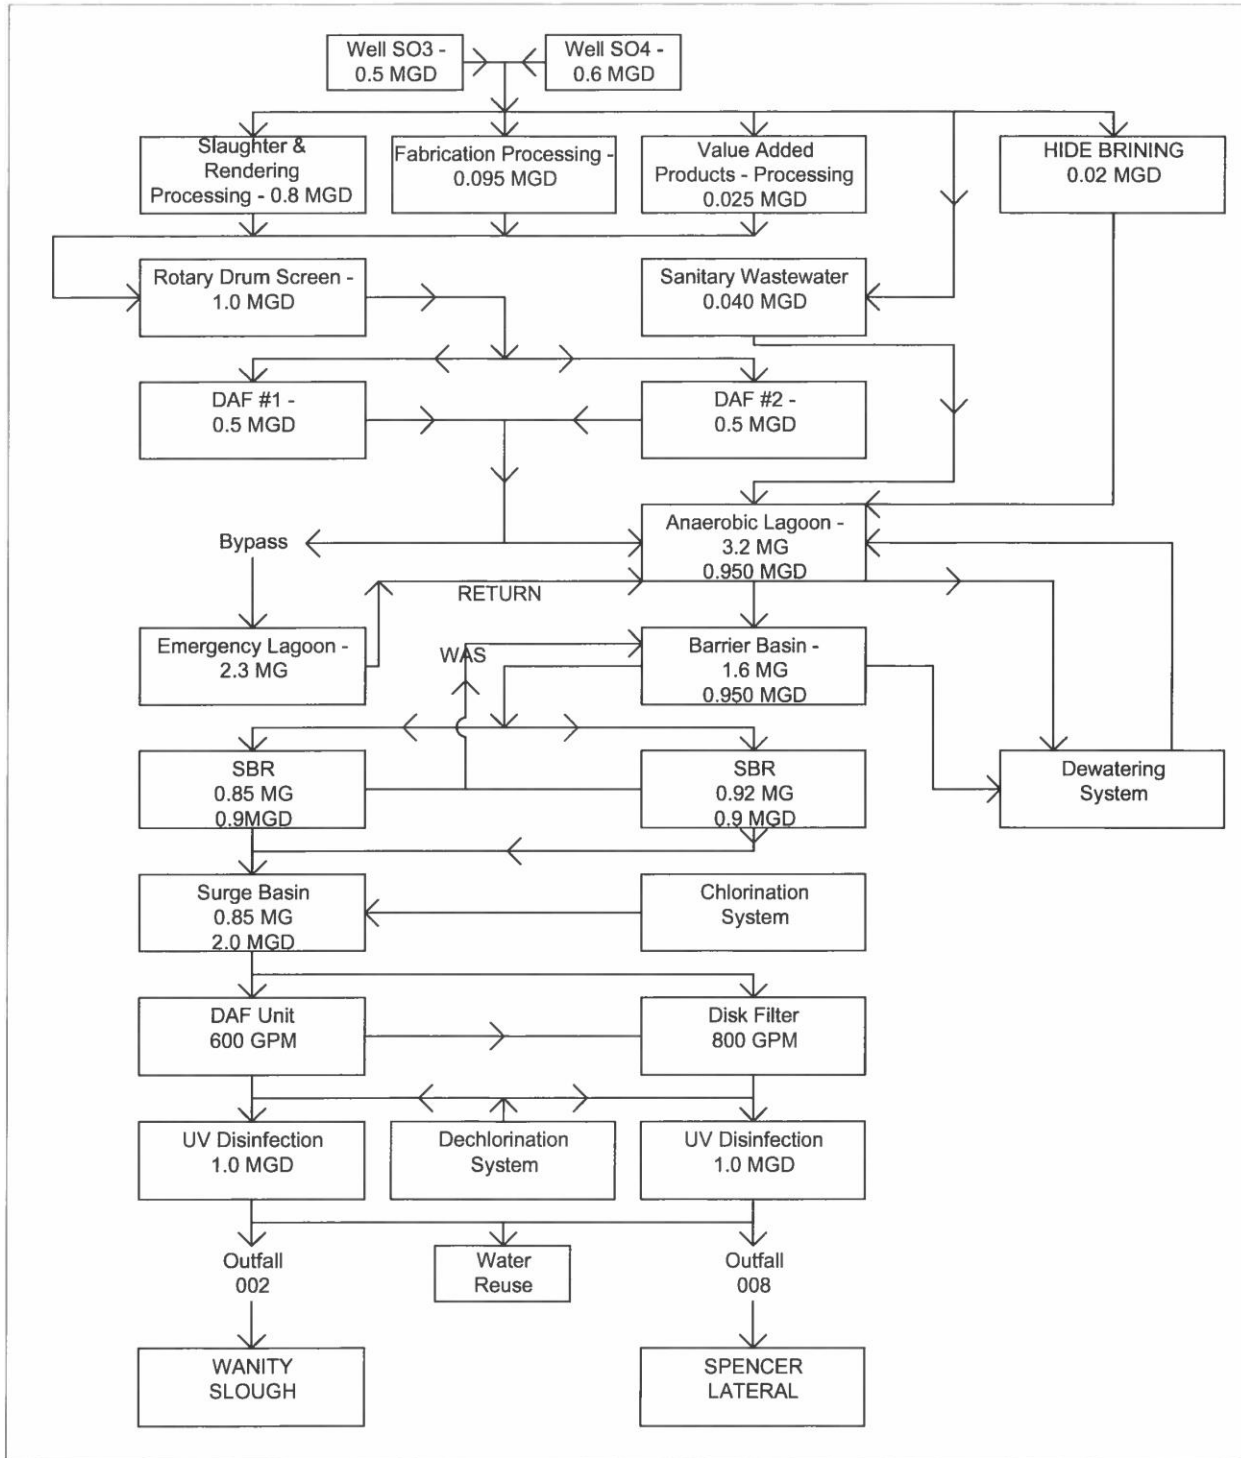 Well SO3 -
0.5 MGD
Well SO4 -
0.6 MGD
Slaughter &
Rendering
Processing - 0.8 MGD
Fabrication Processing -
0.095 MGD
Value Added
Products - Processing
0.025 MGD
HIDE BRINING
0.02 MGD
Rotary Drum Screen -
1.0 MGD
Sanitary Wastewater
0.040 MGD
DAF #1 -
0.5 MGD
DAF #2 -
0.5 MGD
Bypass
Anaerobic Lagoon -
3.2 MG
0.950 MGD
RETURN
Emergency Lagoon -
2.3 MG
WAS
Barrier Basin -
1.6 MG
0.950 MGD
SBR
0.85 MG
0.9MGD
SBR
0.92 MG
0.9 MGD
Dewatering
System
Surge Basin
0.85 MG
2.0 MGD
Chlorination
System
DAF Unit
600 GPM
Disk Filter
800 GPM
UV Disinfection
1.0 MGD
Dechlorination
System
UV Disinfection
1.0 MGD
Outfall
002
Water
Reuse
Outfall
008
WANITY
SLOUGH
SPENCER
LATERAL